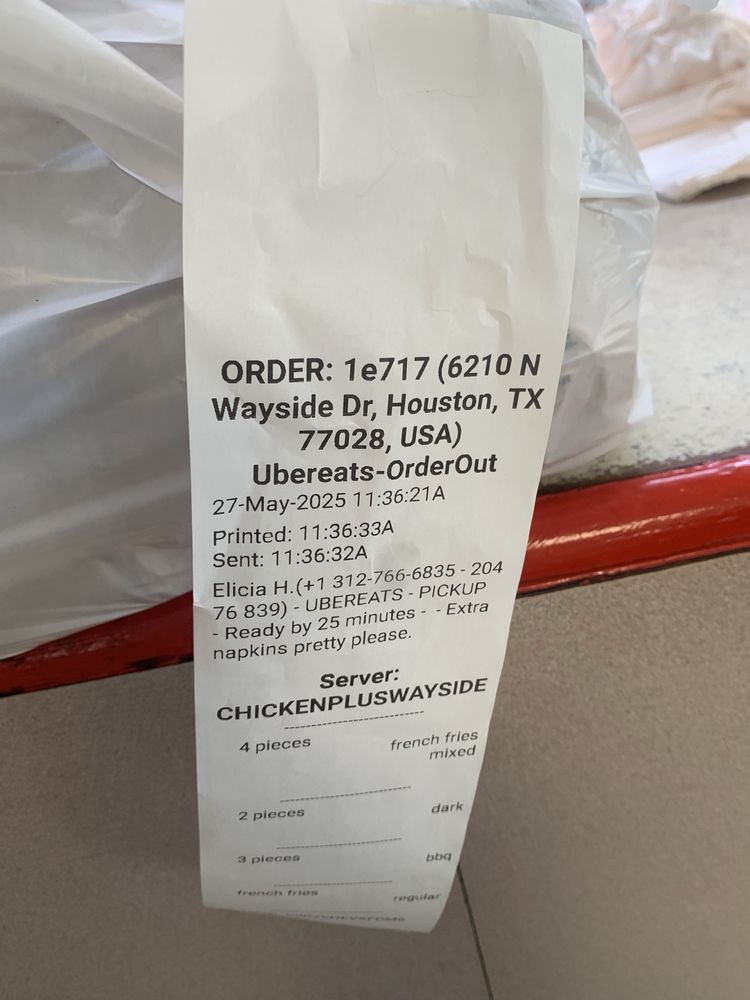 ORDER: 1e717 (6210 N
Wayside Dr, Houston, TX
77028, USA)
Ubereats-OrderOut
27-May-2025 11:36:21A
Printed: 11:36:33A
Sent: 11:36:32A
Elicia H.(+1 312-766-6835 - 204
76 839) - UBEREATS - PICKUP
- Ready by 25 minutes - - Extra
napkins pretty please.
Server:
CHICKENPLUSWAYSIDE
4 pieces french fries
mixed
2 pieces dark
3 pieces bbq
french fries regular